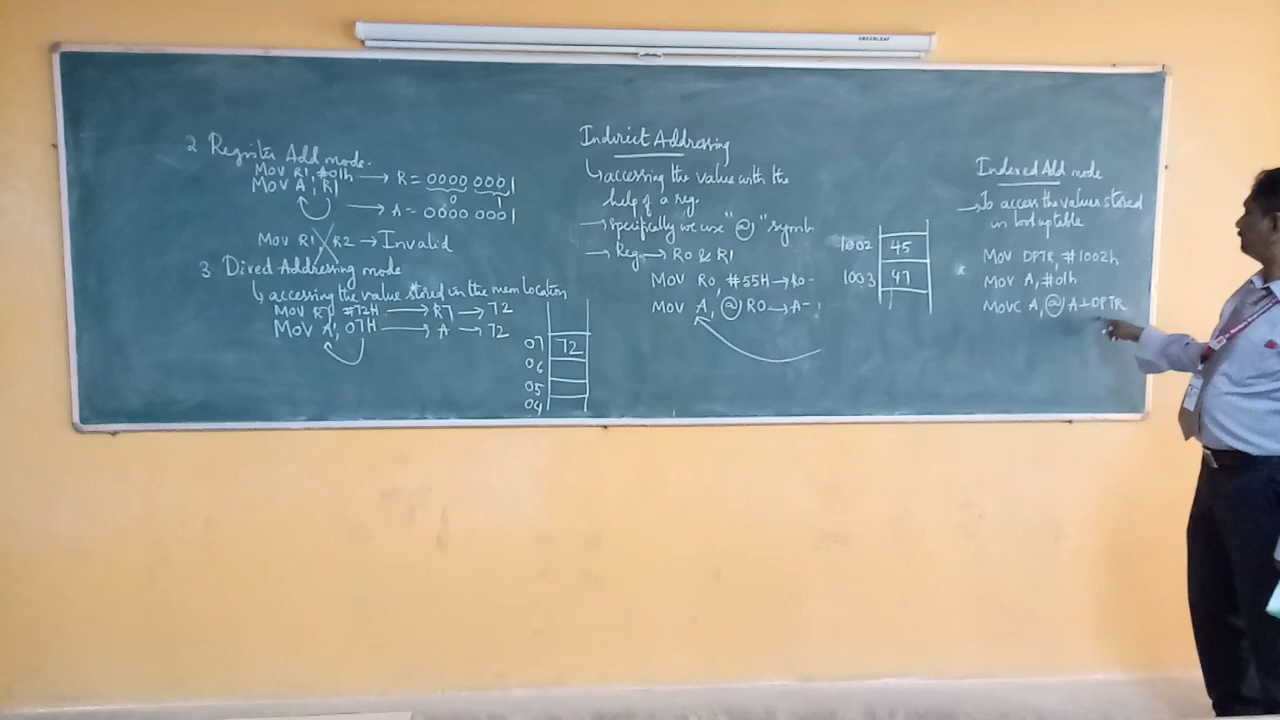 GREENLEAF
2 Register Add mode.
MOV R1, #01h
MOV A, R1
→ R = 0000 0001
0 1
→ A - 0000 0001
MOV R1 R2 → Invalid
3 Direct Addressing mode
↳ accessing the value stored in the mem location
MOV R7 #72H → R7 → 72
MOV A, 07H → A → 72
07 72
06
05
04
Indirect Addressing
↳ accessing the value with the
help of a reg.
→ specifically we use "@" symb
→ Reg → R0 & R1
MOV R0, #55H → R0 -
MOV A, @ R0 → A -
1002 45
1003 47
Indexed Add mode
→ To access the values stored
in lookuptable
MOV DPTR, #1002h
MOV A, #01h
MOVC A, @ A+DPTR